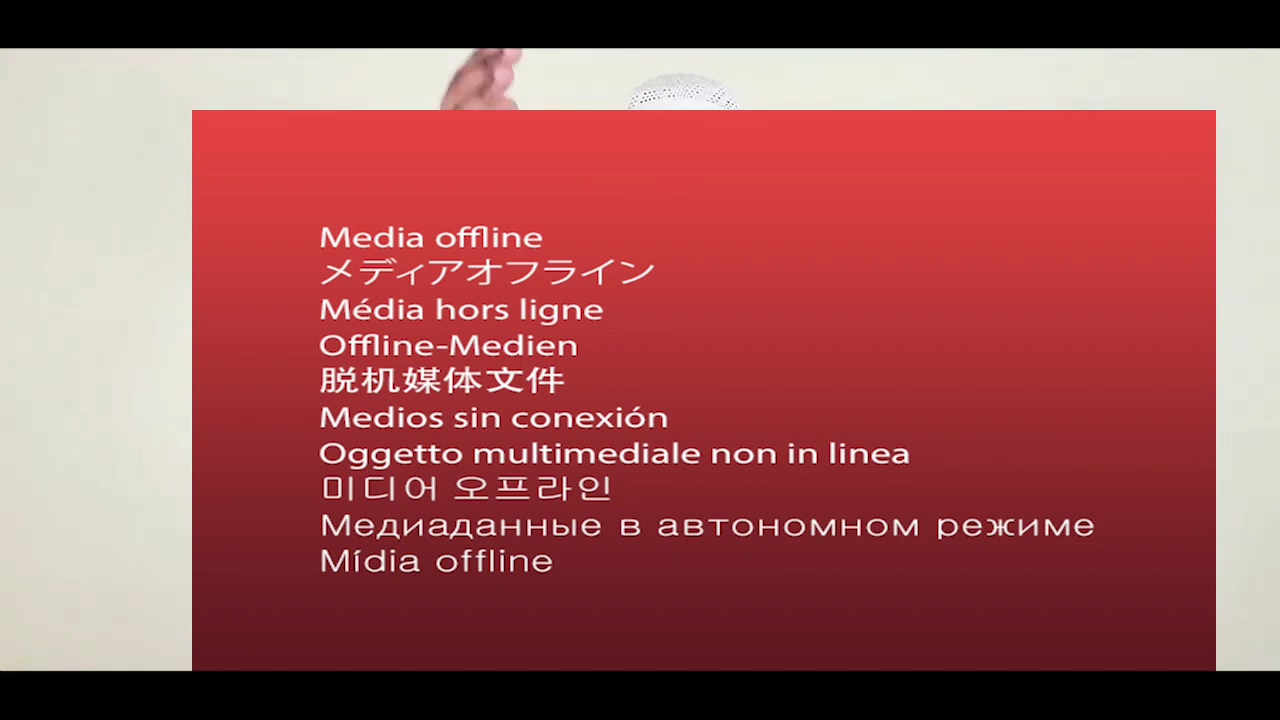 Media offline
メディアオフライン
Média hors ligne
Offline-Medien
脱机媒体文件
Medios sin conexión
Oggetto multimediale non in linea
미디어 오프라인
Медиаданные в автономном режиме
Mídia offline